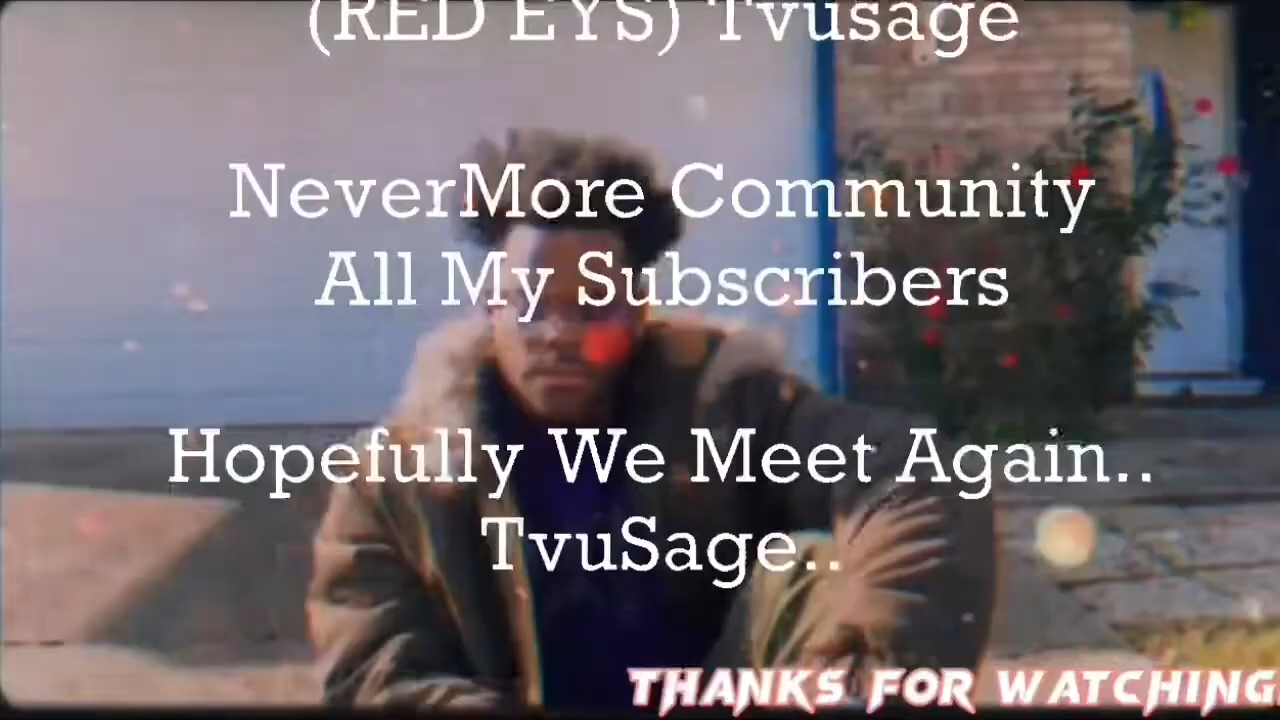 (RED EYS) Tvusage
NeverMore Community
All My Subscribers
Hopefully We Meet Again..
TvuSage..
THANKS FOR WATCHING